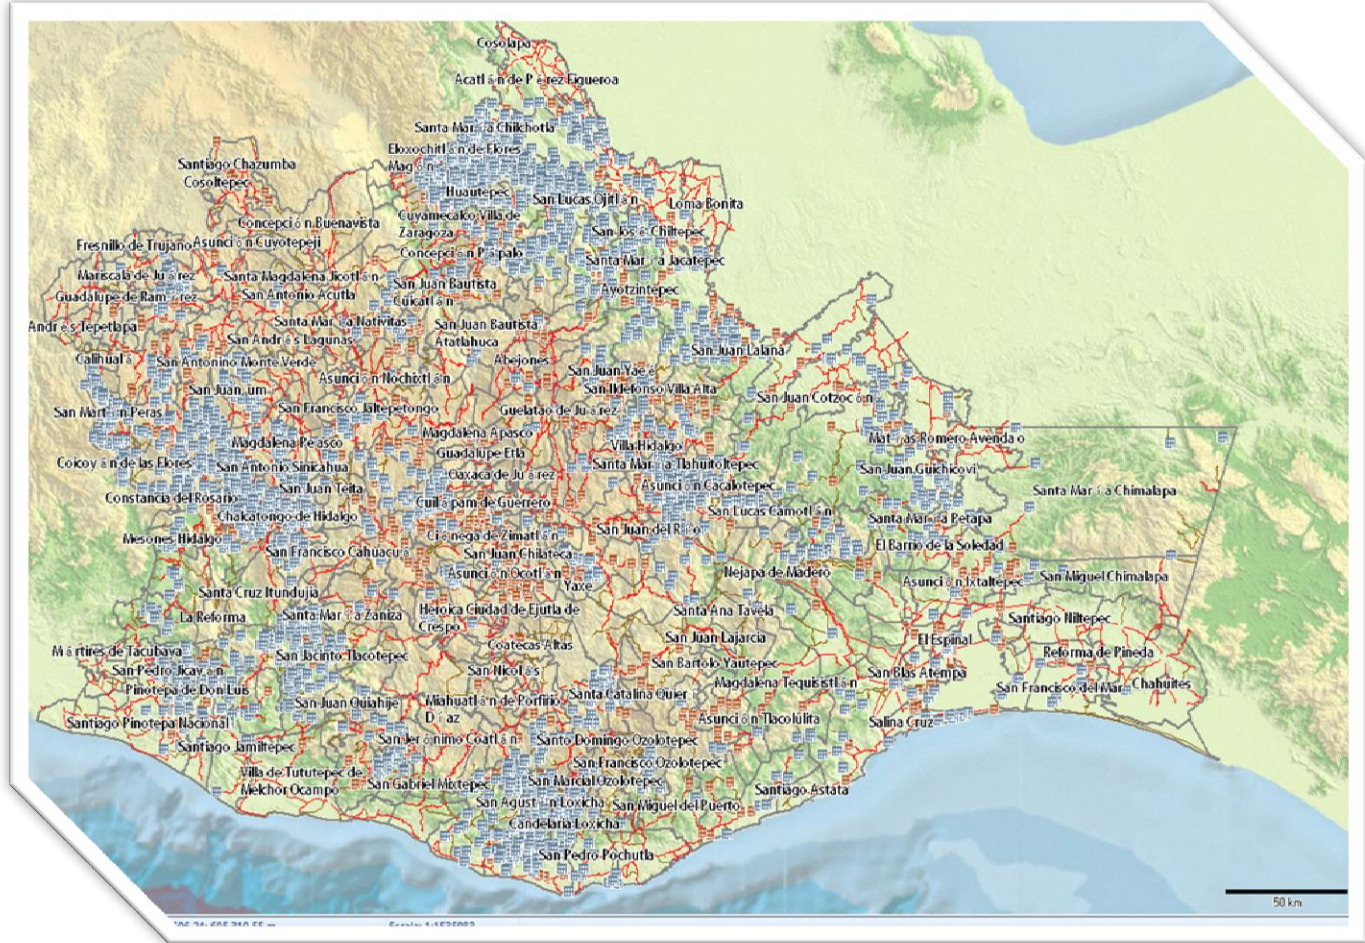 Cosolapa
Acatlán de Pérez Figueroa
Santa María Chilchotla
Eloxochitlán de Flores
Santiago Chazumba
Cosoltepec
Huautepec
San Lucas Ojitlán
Loma Bonita
Concepción Buenavista
Cuyamecalco Villa de
Zaragoza
San José Chiltepec
Fresnillo de Trujano
Asunción Cuyotepeji
Concepción Pápalo
Santa María Jacatepec
Mariscala de Juárez
Santa Magdalena Jicotlán
San Juan Bautista
Cuicatlán
Ayotzintepec
Guadalupe de Ramírez
San Antonio Acutla
Andrés Tepetlapa
Santa María Nativitas
San Juan Bautista
Atatlahuca
San Andrés Lagunas
San Juan Lalana
Calihualá
San Antonino Monte Verde
Abejones
San Juan Yaeé
Asunción Nochixtlán
San Ildefonso Villa Alta
San Juan Cotzocón
San Martín Peras
San Francisco Jaltepetongo
Guelatao de Juárez
Magdalena Peñasco
Magdalena Apasco
Villa Hidalgo
Matías Romero Avendaño
Guadalupe Etla
Coicoyán de las Flores
San Antonio Sinicahua
Santa María Tlahuitoltepec
San Juan Guichicovi
Oaxaca de Juárez
San Juan Teita
Asunción Cacalotepec
Santa María Chimalapa
Constancia del Rosario
Cuilápam de Guerrero
San Lucas Camotlán
Chalcatongo de Hidalgo
Santa María Petapa
Mesones Hidalgo
Ciénega de Zimatlán
San Juan del Río
El Barrio de la Soledad
San Francisco Cahuacuá
San Juan Chilateca
Asunción Ocotlán
Nejapa de Madero
Asunción Ixtaltepec
San Miguel Chimalapa
Yaxe
Santa Cruz Itundujia
La Reforma
Santa María Zaniza
Heroica Ciudad de Ejutla de
Crespo
Santa Ana Tavela
Santiago Niltepec
San Juan Lajarcia
El Espinal
Mártires de Tacubaya
San Jacinto Tlacotepec
Coatecas Altas
Reforma de Pineda
San Pedro Jicayán
San Nicolás
San Bartolo Yautepec
San Blas Atempa
Pinotepa de Don Luis
Magdalena Tequisistlán
San Francisco del Mar
Chahuites
San Juan Quiahije
Miahuatlán de Porfirio
Díaz
Santa Catalina Quier
Santiago Pinotepa Nacional
Asunción Tlacolulita
Salina Cruz
Santiago Jamiltepec
San Jerónimo Coatlán
Santo Domingo Ozolotepec
San Francisco Ozolotepec
Villa de Tututepec de
Melchor Ocampo
San Gabriel Mixtepec
San Marcial Ozolotepec
Santiago Astata
San Agustín Loxicha
San Miguel del Puerto
Candelaria Loxicha
San Pedro Pochutla
50 km